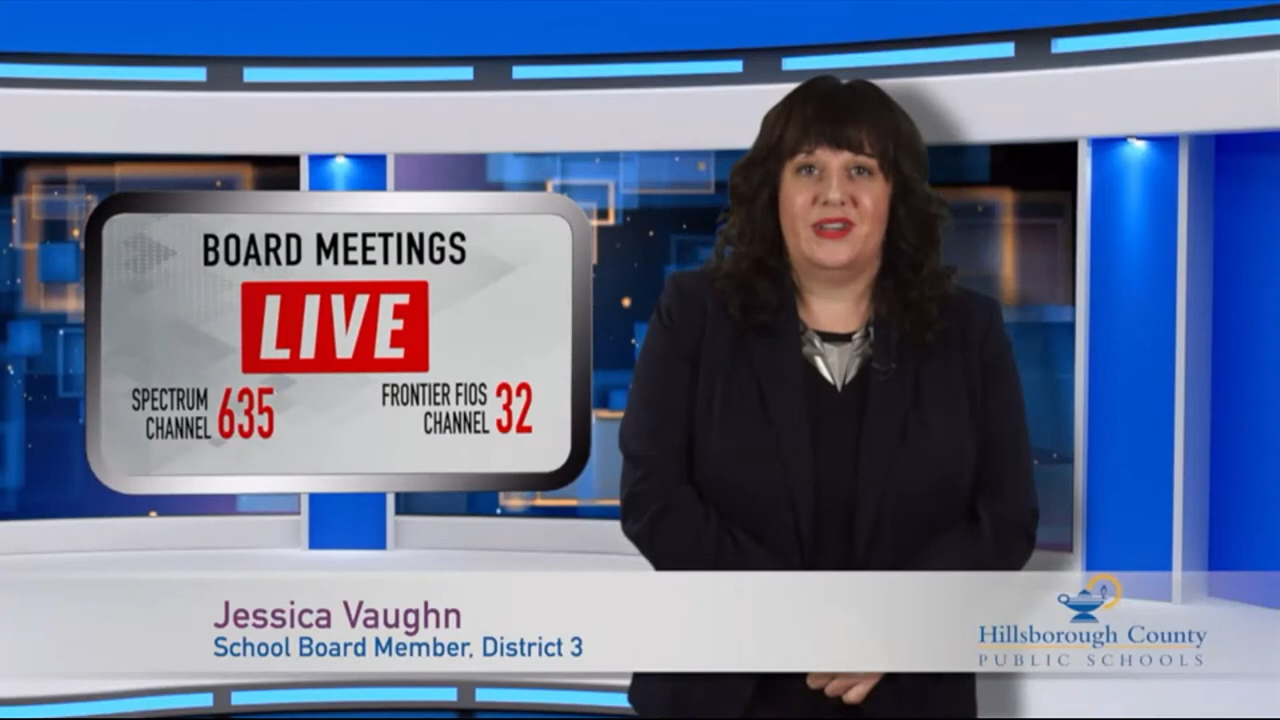 BOARD MEETINGS
LIVE
SPECTRUM
CHANNEL 635
FRONTIER FIOS
CHANNEL 32
Jessica Vaughn
School Board Member, District 3
Hillsborough County
PUBLIC SCHOOLS